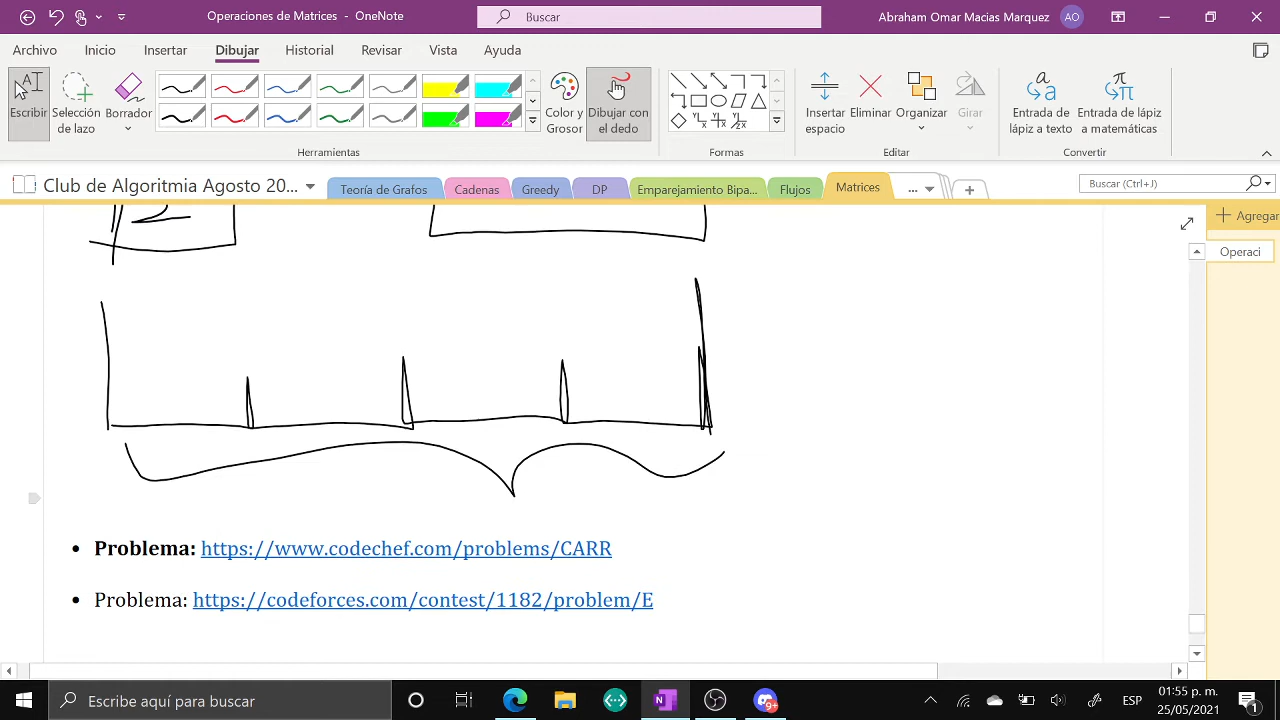 Operaciones de Matrices - OneNote
Buscar
Abraham Omar Macias Marquez
AO
Archivo Inicio Insertar Dibujar Historial Revisar Vista Ayuda
Escribir
Selección de lazo
Borrador
Color y Grosor
Dibujar con el dedo
Insertar espacio
Eliminar
Organizar
Girar
Entrada de lápiz a texto
Entrada de lápiz a matemáticas
Herramientas
Formas
Editar
Convertir
Club de Algoritmia Agosto 20...
Teoría de Grafos
Cadenas
Greedy
DP
Emparejamiento Bipa...
Flujos
Matrices
...
Buscar (Ctrl+J)
Agregar
Operaci
2
• Problema: https://www.codechef.com/problems/CARR
• Problema: https://codeforces.com/contest/1182/problem/E
Escribe aquí para buscar
9+
ESP
01:55 p. m.
25/05/2021
1